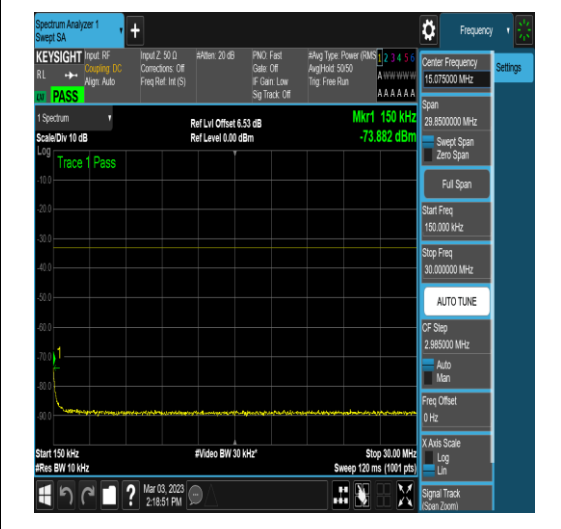 Spectrum Analyzer 1
Swept SA
+
Frequency
KEYSIGHT
RL
PASS
Input: RF
Coupling: DC
Align: Auto
Input Z: 50 Ω
Corrections: Off
Freq Ref: Int (S)
#Atten: 20 dB
PNO: Fast
Gate: Off
IF Gain: Low
Sig Track: Off
#Avg Type: Power (RMS
Avg|Hold: 50/50
Trig: Free Run
1 2 3 4 5 6
A W W W W W
A A A A A A
1 Spectrum
Scale/Div 10 dB
Ref Lvl Offset 6.53 dB
Ref Level 0.00 dBm
Mkr1 150 kHz
-73.882 dBm
Log
Trace 1 Pass
-10.0
-20.0
-30.0
-40.0
-50.0
-60.0
-70.0
-80.0
-90.0
1
Start 150 kHz
#Res BW 10 kHz
#Video BW 30 kHz*
Stop 30.00 MHz
Sweep 120 ms (1001 pts)
?
Mar 03, 2023
2:18:51 PM
Center Frequency
15.075000 MHz
Settings
Span
29.8500000 MHz
Swept Span
Zero Span
Full Span
Start Freq
150.000 kHz
Stop Freq
30.000000 MHz
AUTO TUNE
CF Step
2.985000 MHz
Auto
Man
Freq Offset
0 Hz
X Axis Scale
Log
Lin
Signal Track
(Span Zoom)